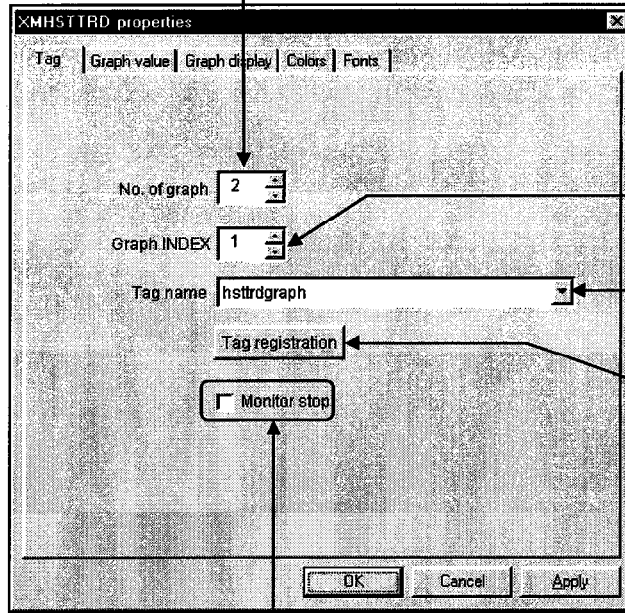 XMHSTTRD properties
Tag Graph value Graph display Colors Fonts
No. of graph 2
Graph INDEX 1
Tag name hsttrdgraph
Tag registration
Monitor stop
OK Cancel Apply